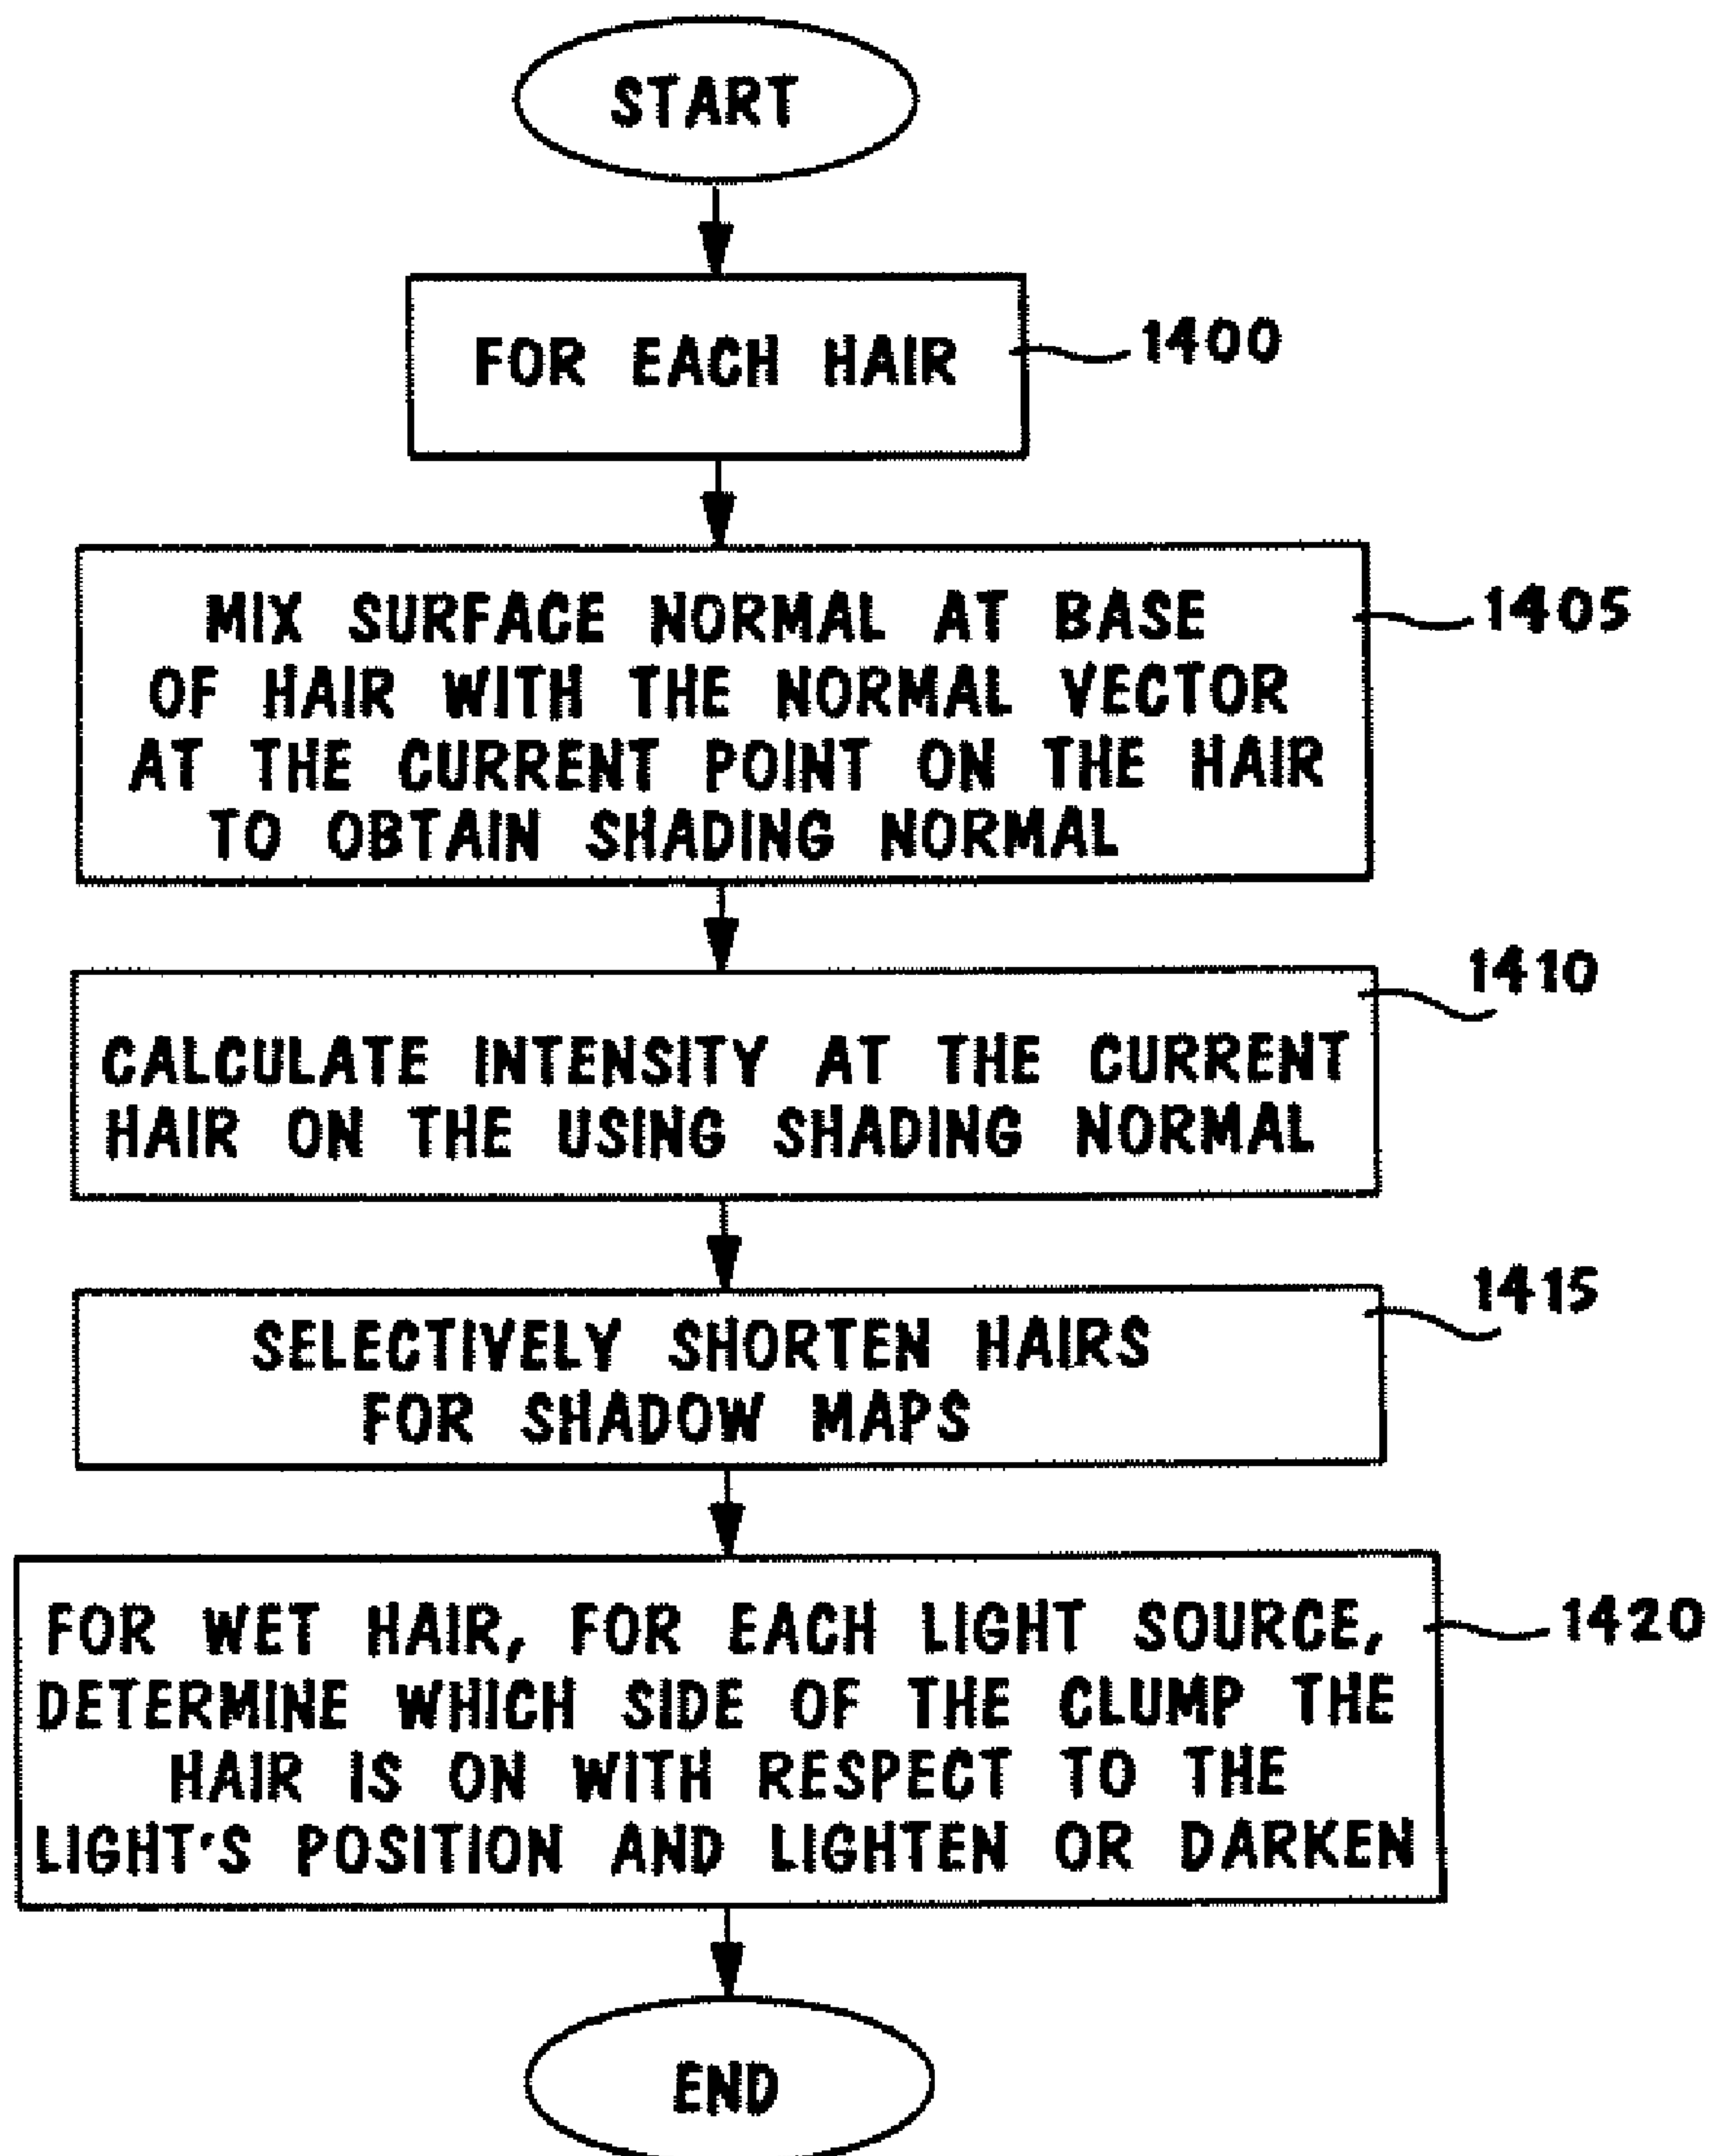 START
FOR EACH HAIR
1400
MIX SURFACE NORMAL AT BASE
OF HAIR WITH THE NORMAL VECTOR
AT THE CURRENT POINT ON THE HAIR
TO OBTAIN SHADING NORMAL
1405
CALCULATE INTENSITY AT THE CURRENT
HAIR ON THE USING SHADING NORMAL
1410
SELECTIVELY SHORTEN HAIRS
FOR SHADOW MAPS
1415
FOR WET HAIR, FOR EACH LIGHT SOURCE,
DETERMINE WHICH SIDE OF THE CLUMP THE
HAIR IS ON WITH RESPECT TO THE
LIGHT'S POSITION AND LIGHTEN OR DARKEN
1420
END